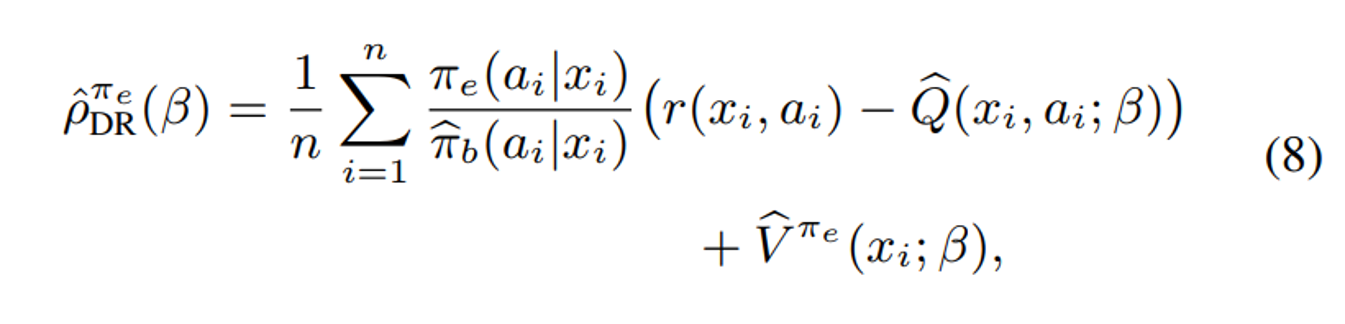 $\hat{\rho}_{\text{DR}}^{\pi_e}(\beta) = \frac{1}{n} \sum_{i=1}^{n} \frac{\pi_e(a_i|x_i)}{\widehat{\pi}_b(a_i|x_i)} \big(r(x_i, a_i) - \widehat{Q}(x_i, a_i; \beta)\big)$ (8)
$+ \widehat{V}^{\pi_e}(x_i; \beta),$